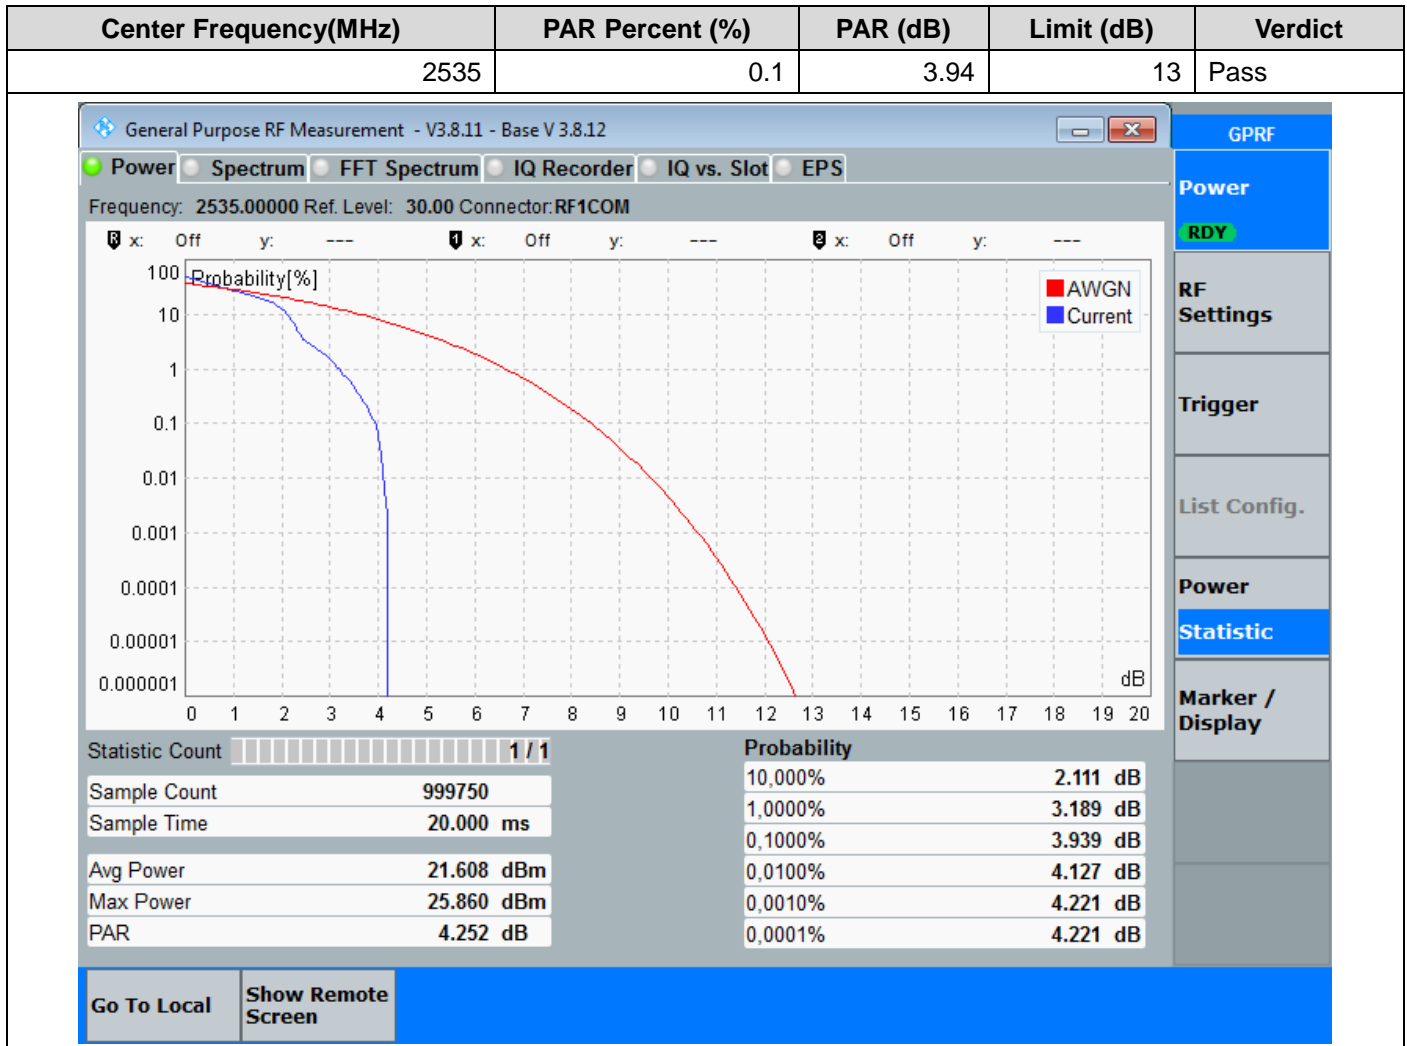 Center Frequency(MHz) PAR Percent (%) PAR (dB) Limit (dB) Verdict
2535 0.1 3.94 13 Pass
General Purpose RF Measurement - V3.8.11 - Base V 3.8.12
GPRF
Power Spectrum FFT Spectrum IQ Recorder IQ vs. Slot EPS
Frequency: 2535.00000 Ref. Level: 30.00 Connector: RF1COM
R x: Off y: --- 1 x: Off y: --- 2 x: Off y: ---
Probability[%]
100
10
1
0.1
0.01
0.001
0.0001
0.00001
0.000001
AWGN
Current
dB
0 1 2 3 4 5 6 7 8 9 10 11 12 13 14 15 16 17 18 19 20
Statistic Count 1 / 1
Sample Count 999750
Sample Time 20.000 ms
Avg Power 21.608 dBm
Max Power 25.860 dBm
PAR 4.252 dB
Probability
10,000% 2.111 dB
1,0000% 3.189 dB
0,1000% 3.939 dB
0,0100% 4.127 dB
0,0010% 4.221 dB
0,0001% 4.221 dB
Power
RDY
RF
Settings
Trigger
List Config.
Power
Statistic
Marker /
Display
Go To Local
Show Remote
Screen